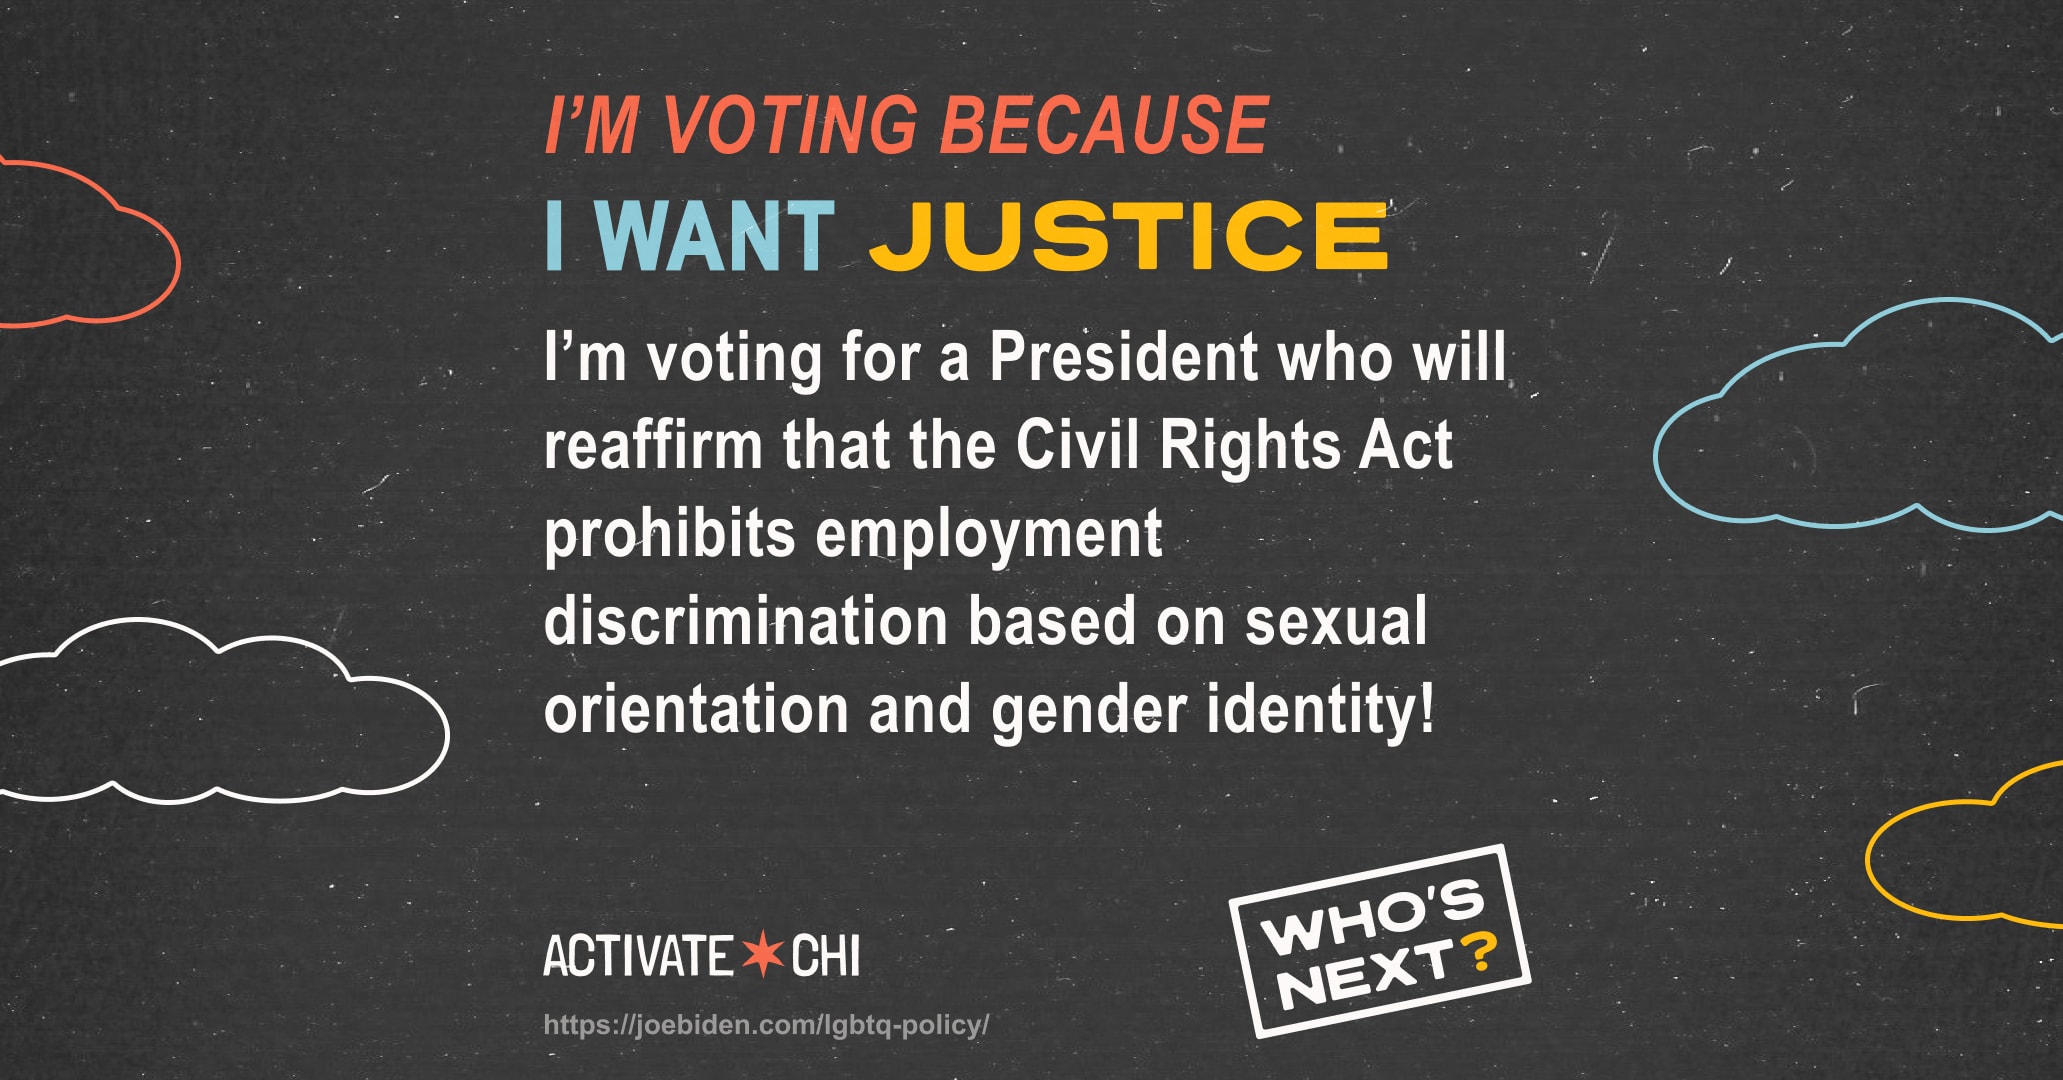 I’M VOTING BECAUSE
I WANT JUSTICE
I’m voting for a President who will
reaffirm that the Civil Rights Act
prohibits employment
discrimination based on sexual
orientation and gender identity!
WHO'S
NEXT?
ACTIVATE CHI
https://joebiden.com/lgbtq-policy/